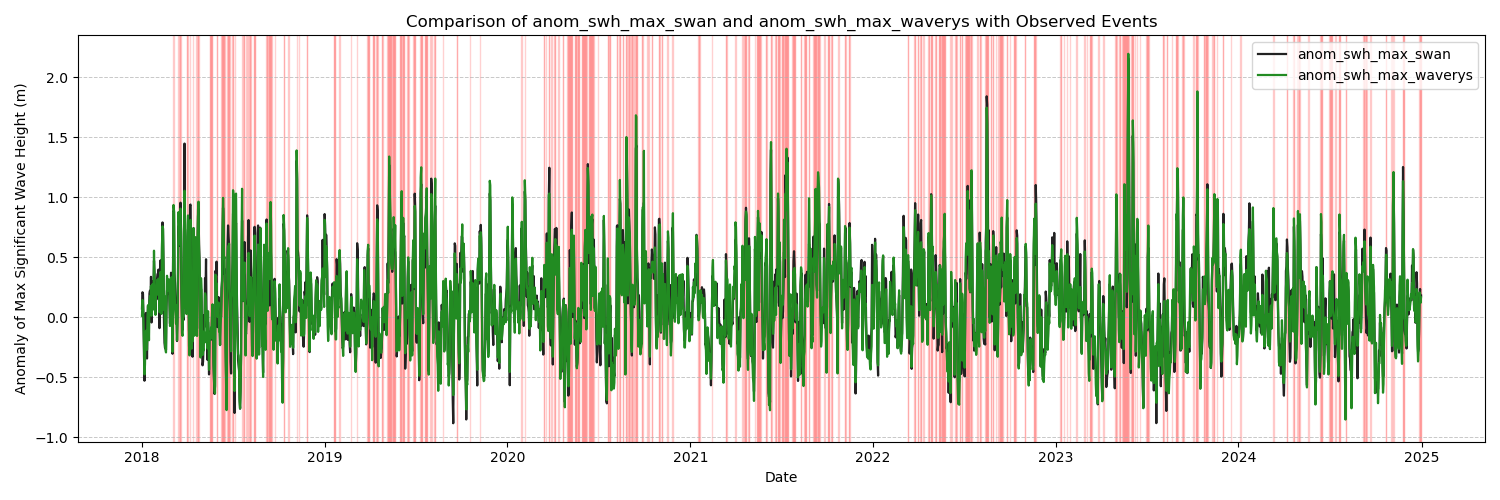 Comparison of anom_swh_max_swan and anom_swh_max_waverys with Observed Events
anom_swh_max_swan
anom_swh_max_waverys
Anomaly of Max Significant Wave Height (m)
2.0
1.5
1.0
0.5
0.0
−0.5
−1.0
2018 2019 2020 2021 2022 2023 2024 2025
Date